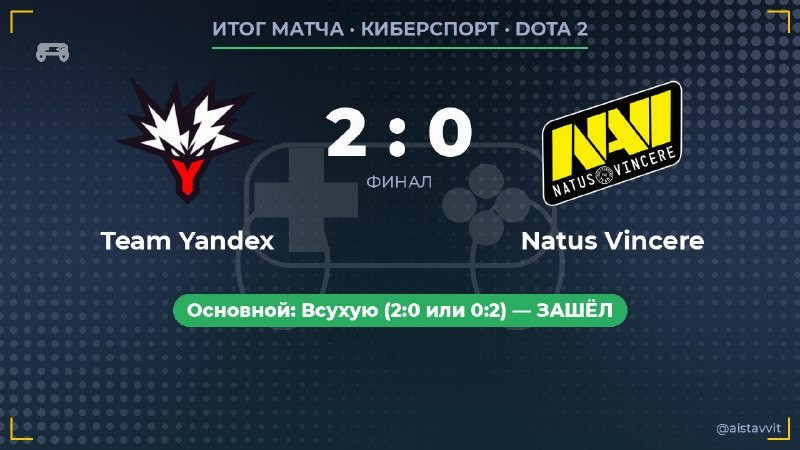 ИТОГ МАТЧА · КИБЕРСПОРТ · DOTA 2
2 : 0
ФИНАЛ
Y
NAVI
NATUS VINCERE
Team Yandex
Natus Vincere
Основной: Всухую (2:0 или 0:2) — ЗАШЁЛ
@aistavvit